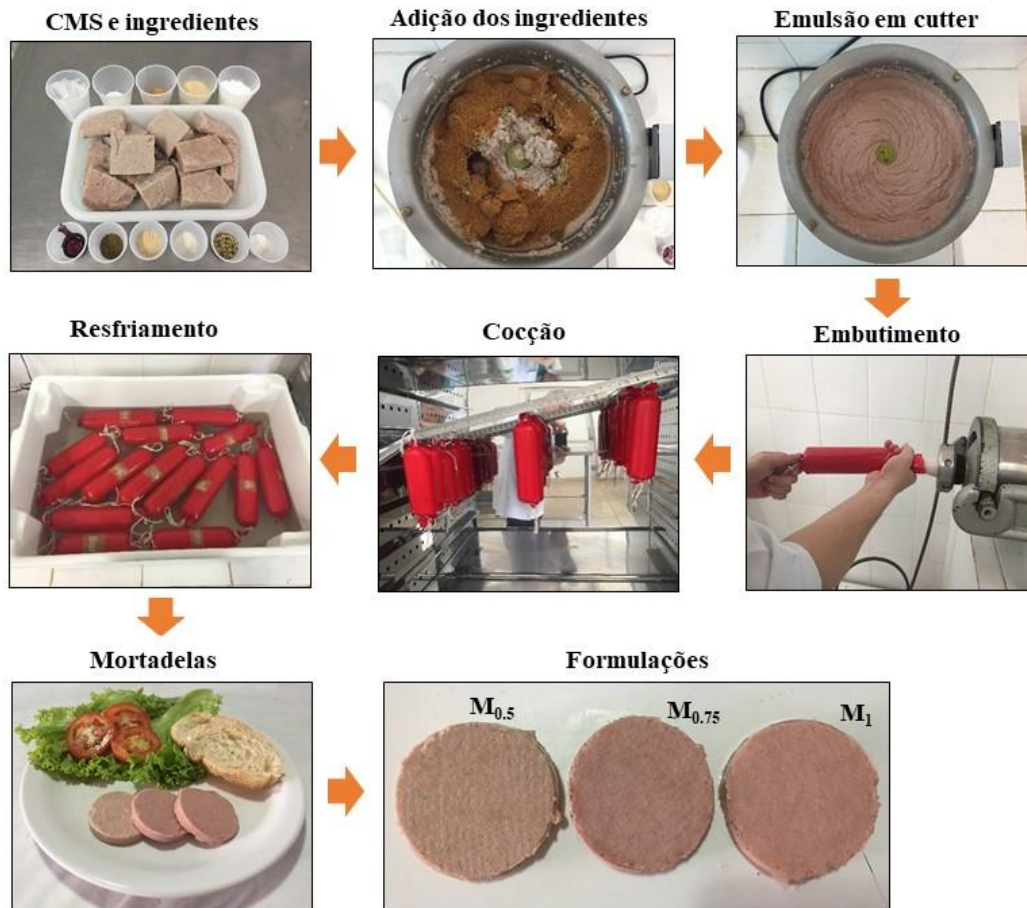 CMS e ingredientes
Adição dos ingredientes
Emulsão em cutter
Embutimento
Cocção
Resfriamento
Mortadelas
Formulações
M0.5
M0.75
M1